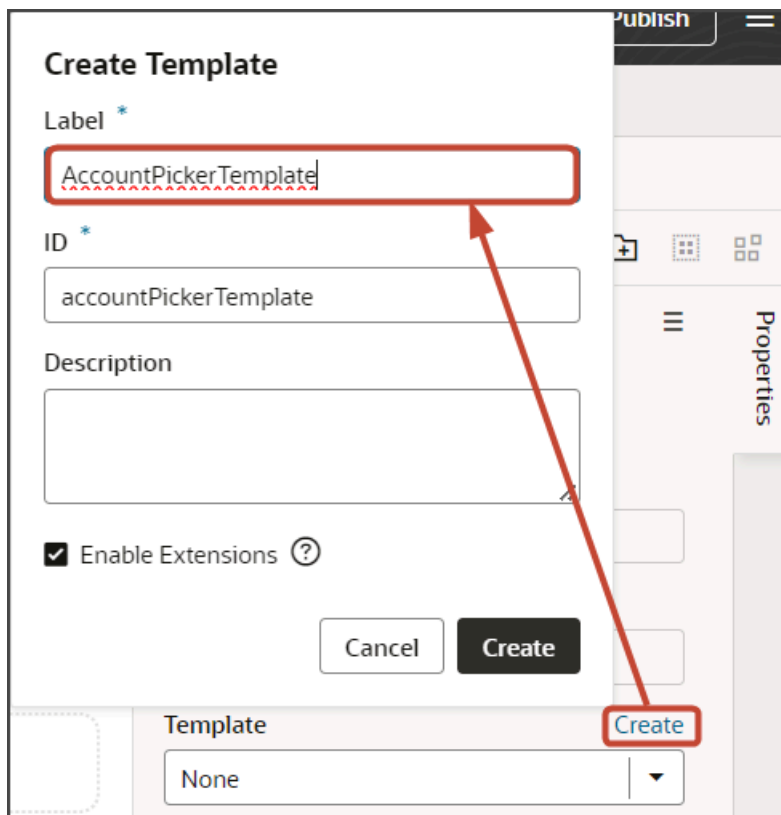 Publish
Create Template
Label *
AccountPickerTemplate
ID *
accountPickerTemplate
Description
Enable Extensions ?
Cancel
Create
Properties
Template
Create
None